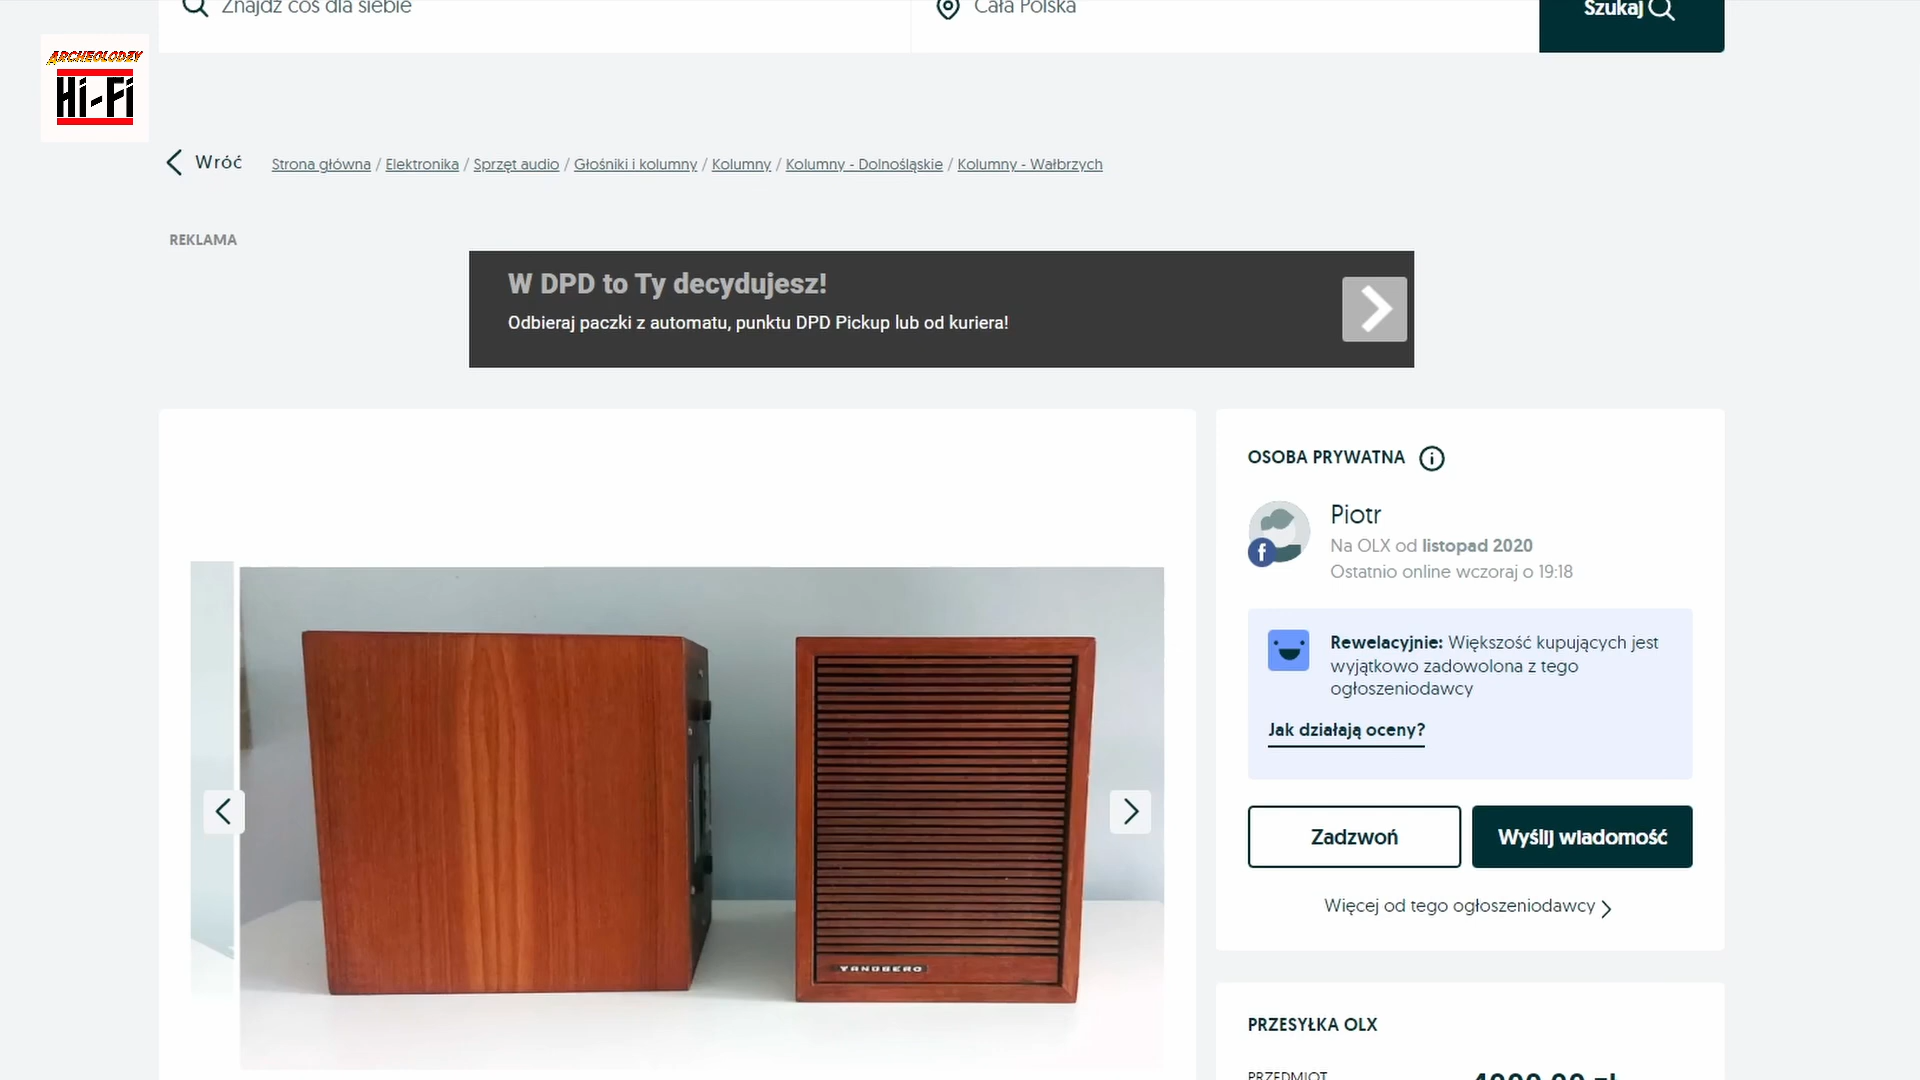 Znajdź coś dla siebie
Cała Polska
Szukaj
ARCHEOLODZY
Hi-Fi
Wróć
Strona główna / Elektronika / Sprzęt audio / Głośniki i kolumny / Kolumny / Kolumny - Dolnośląskie / Kolumny - Wałbrzych
REKLAMA
W DPD to Ty decydujesz!
Odbieraj paczki z automatu, punktu DPD Pickup lub od kuriera!
OSOBA PRYWATNA
Piotr
Na OLX od listopad 2020
Ostatnio online wczoraj o 19:18
Rewelacyjnie: Większość kupujących jest
wyjątkowo zadowolona z tego
ogłoszeniodawcy
Jak działają oceny?
Zadzwoń
Wyślij wiadomość
Więcej od tego ogłoszeniodawcy
TANDBERG
PRZESYŁKA OLX
PRZEDMIOT